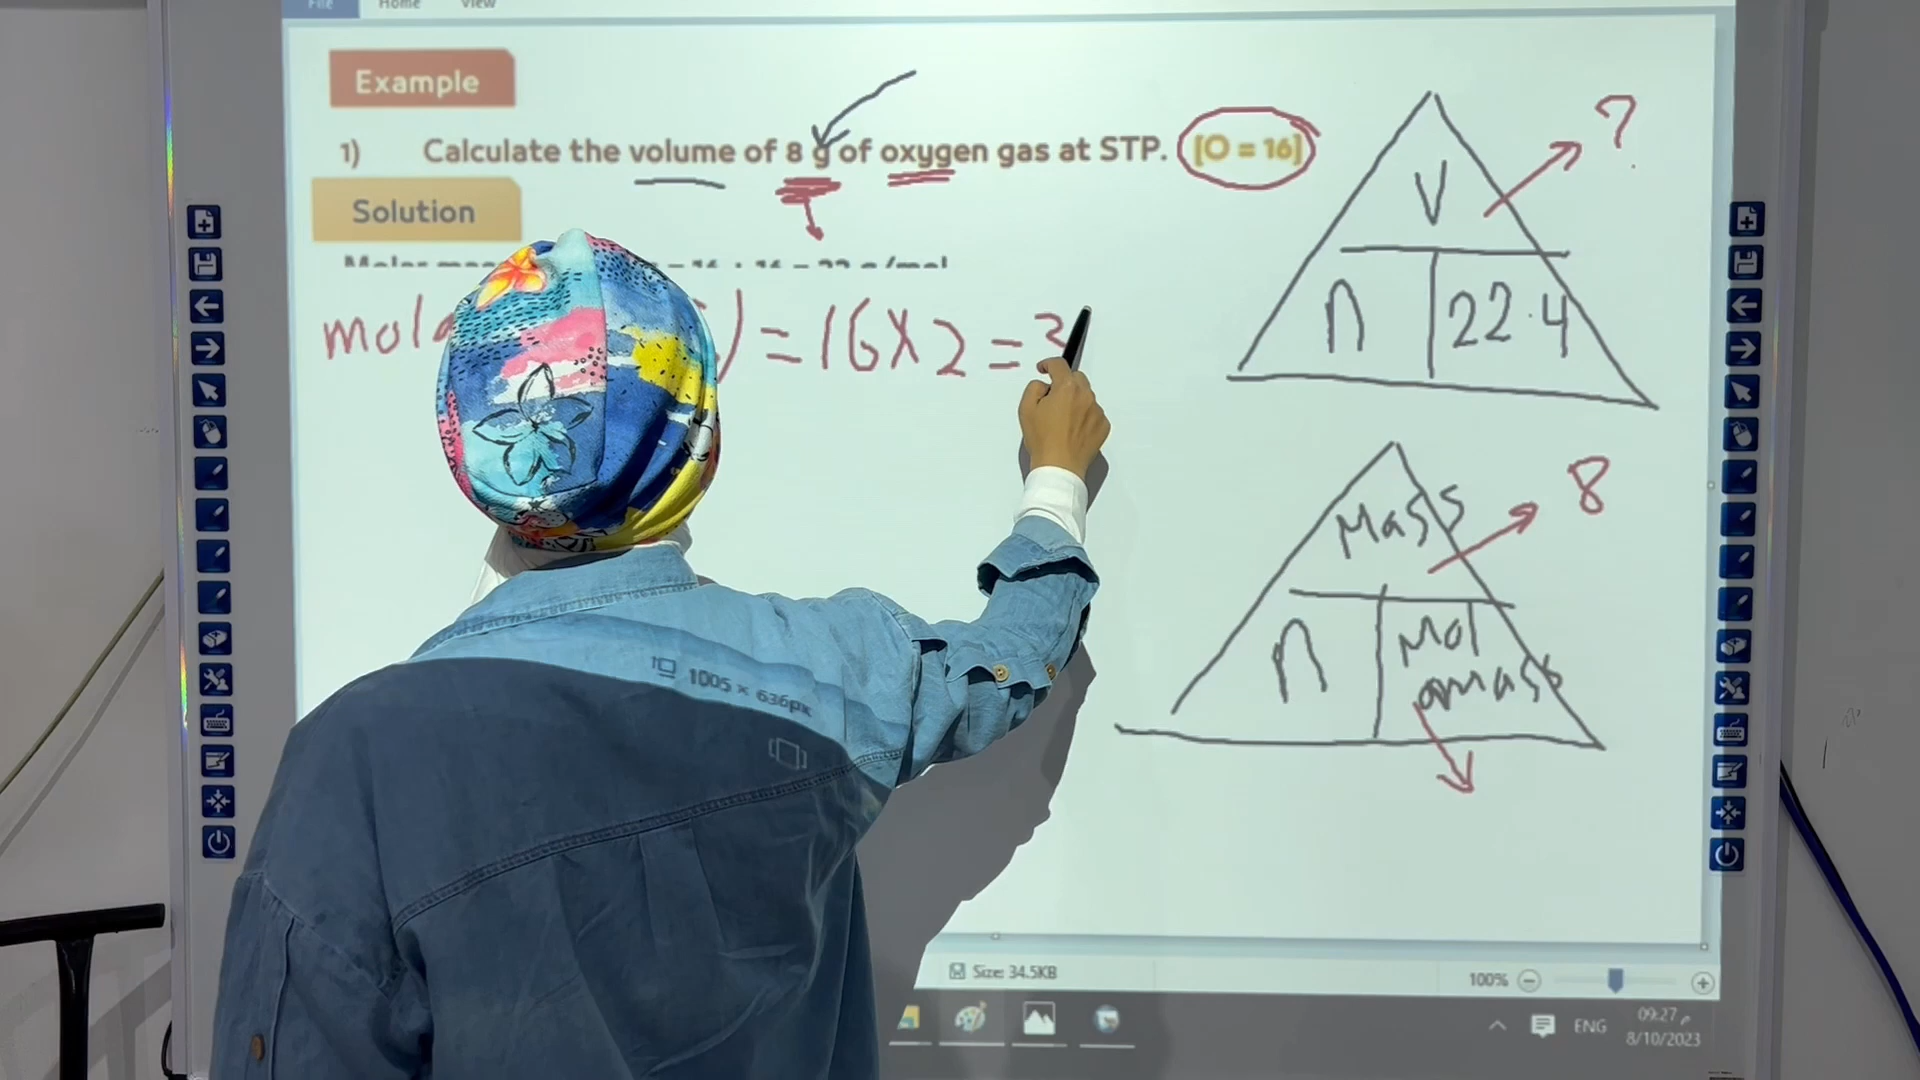 File Home View
Example
1) Calculate the volume of 8 g of oxygen gas at STP. [O = 16]
Solution
) = 16 × 2 = 3
?
V
n 22.4
Mass
8
n Mol
mass
1005 × 636px
Size: 34.5KB
100%
ENG
09:27 م
8/10/2023